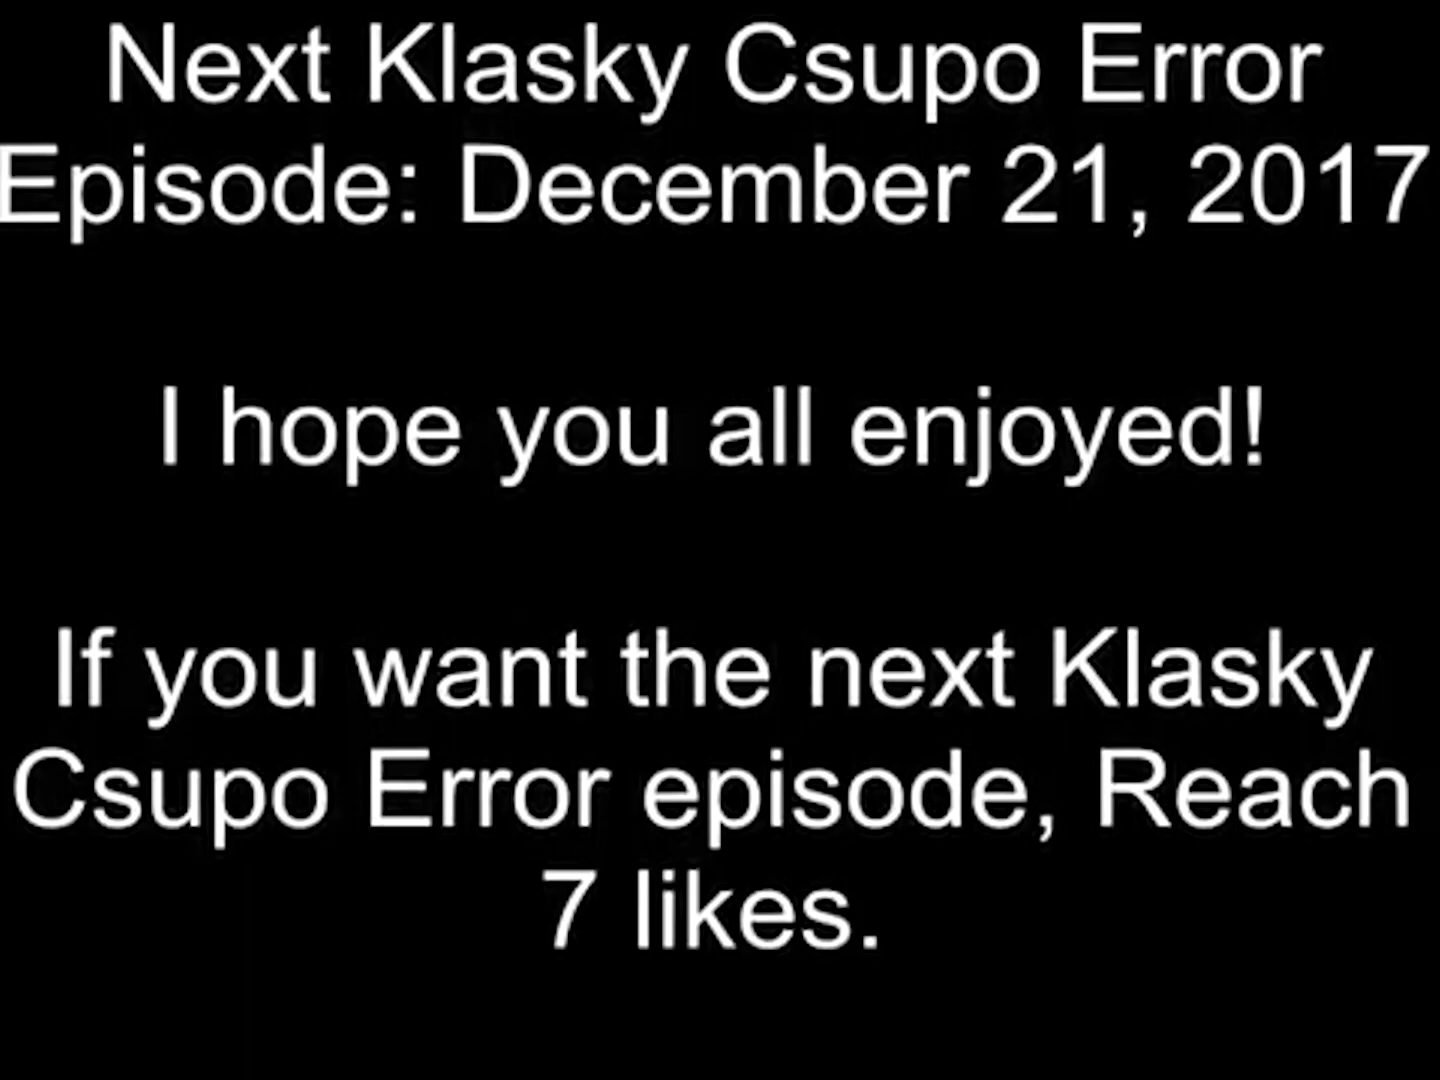 Next Klasky Csupo Error
Episode: December 21, 2017
I hope you all enjoyed!
If you want the next Klasky
Csupo Error episode, Reach
7 likes.